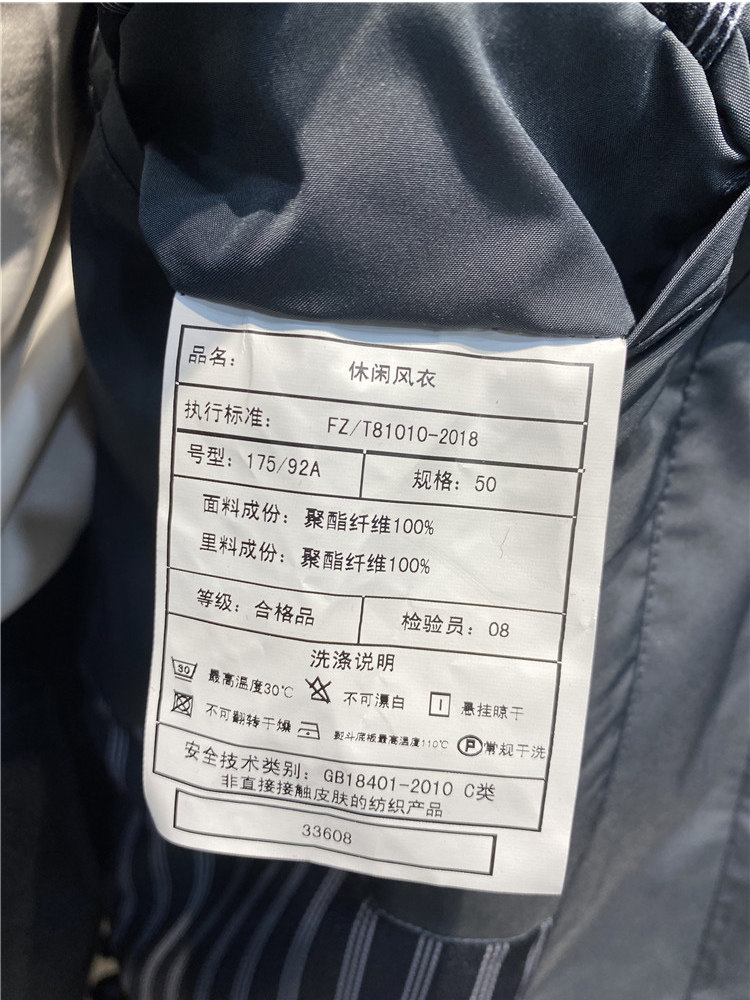 品名: 休闲风衣
执行标准: FZ/T81010-2018
号型: 175/92A 规格: 50
面料成份: 聚酯纤维100%
里料成份: 聚酯纤维100%
等级: 合格品 检验员: 08
洗涤说明
30 最高温度30℃ 不可漂白 悬挂晾干
不可翻转干燥 熨斗底板最高温度110℃ P 常规干洗
安全技术类别: GB18401-2010 C类
非直接接触皮肤的纺织产品
33608